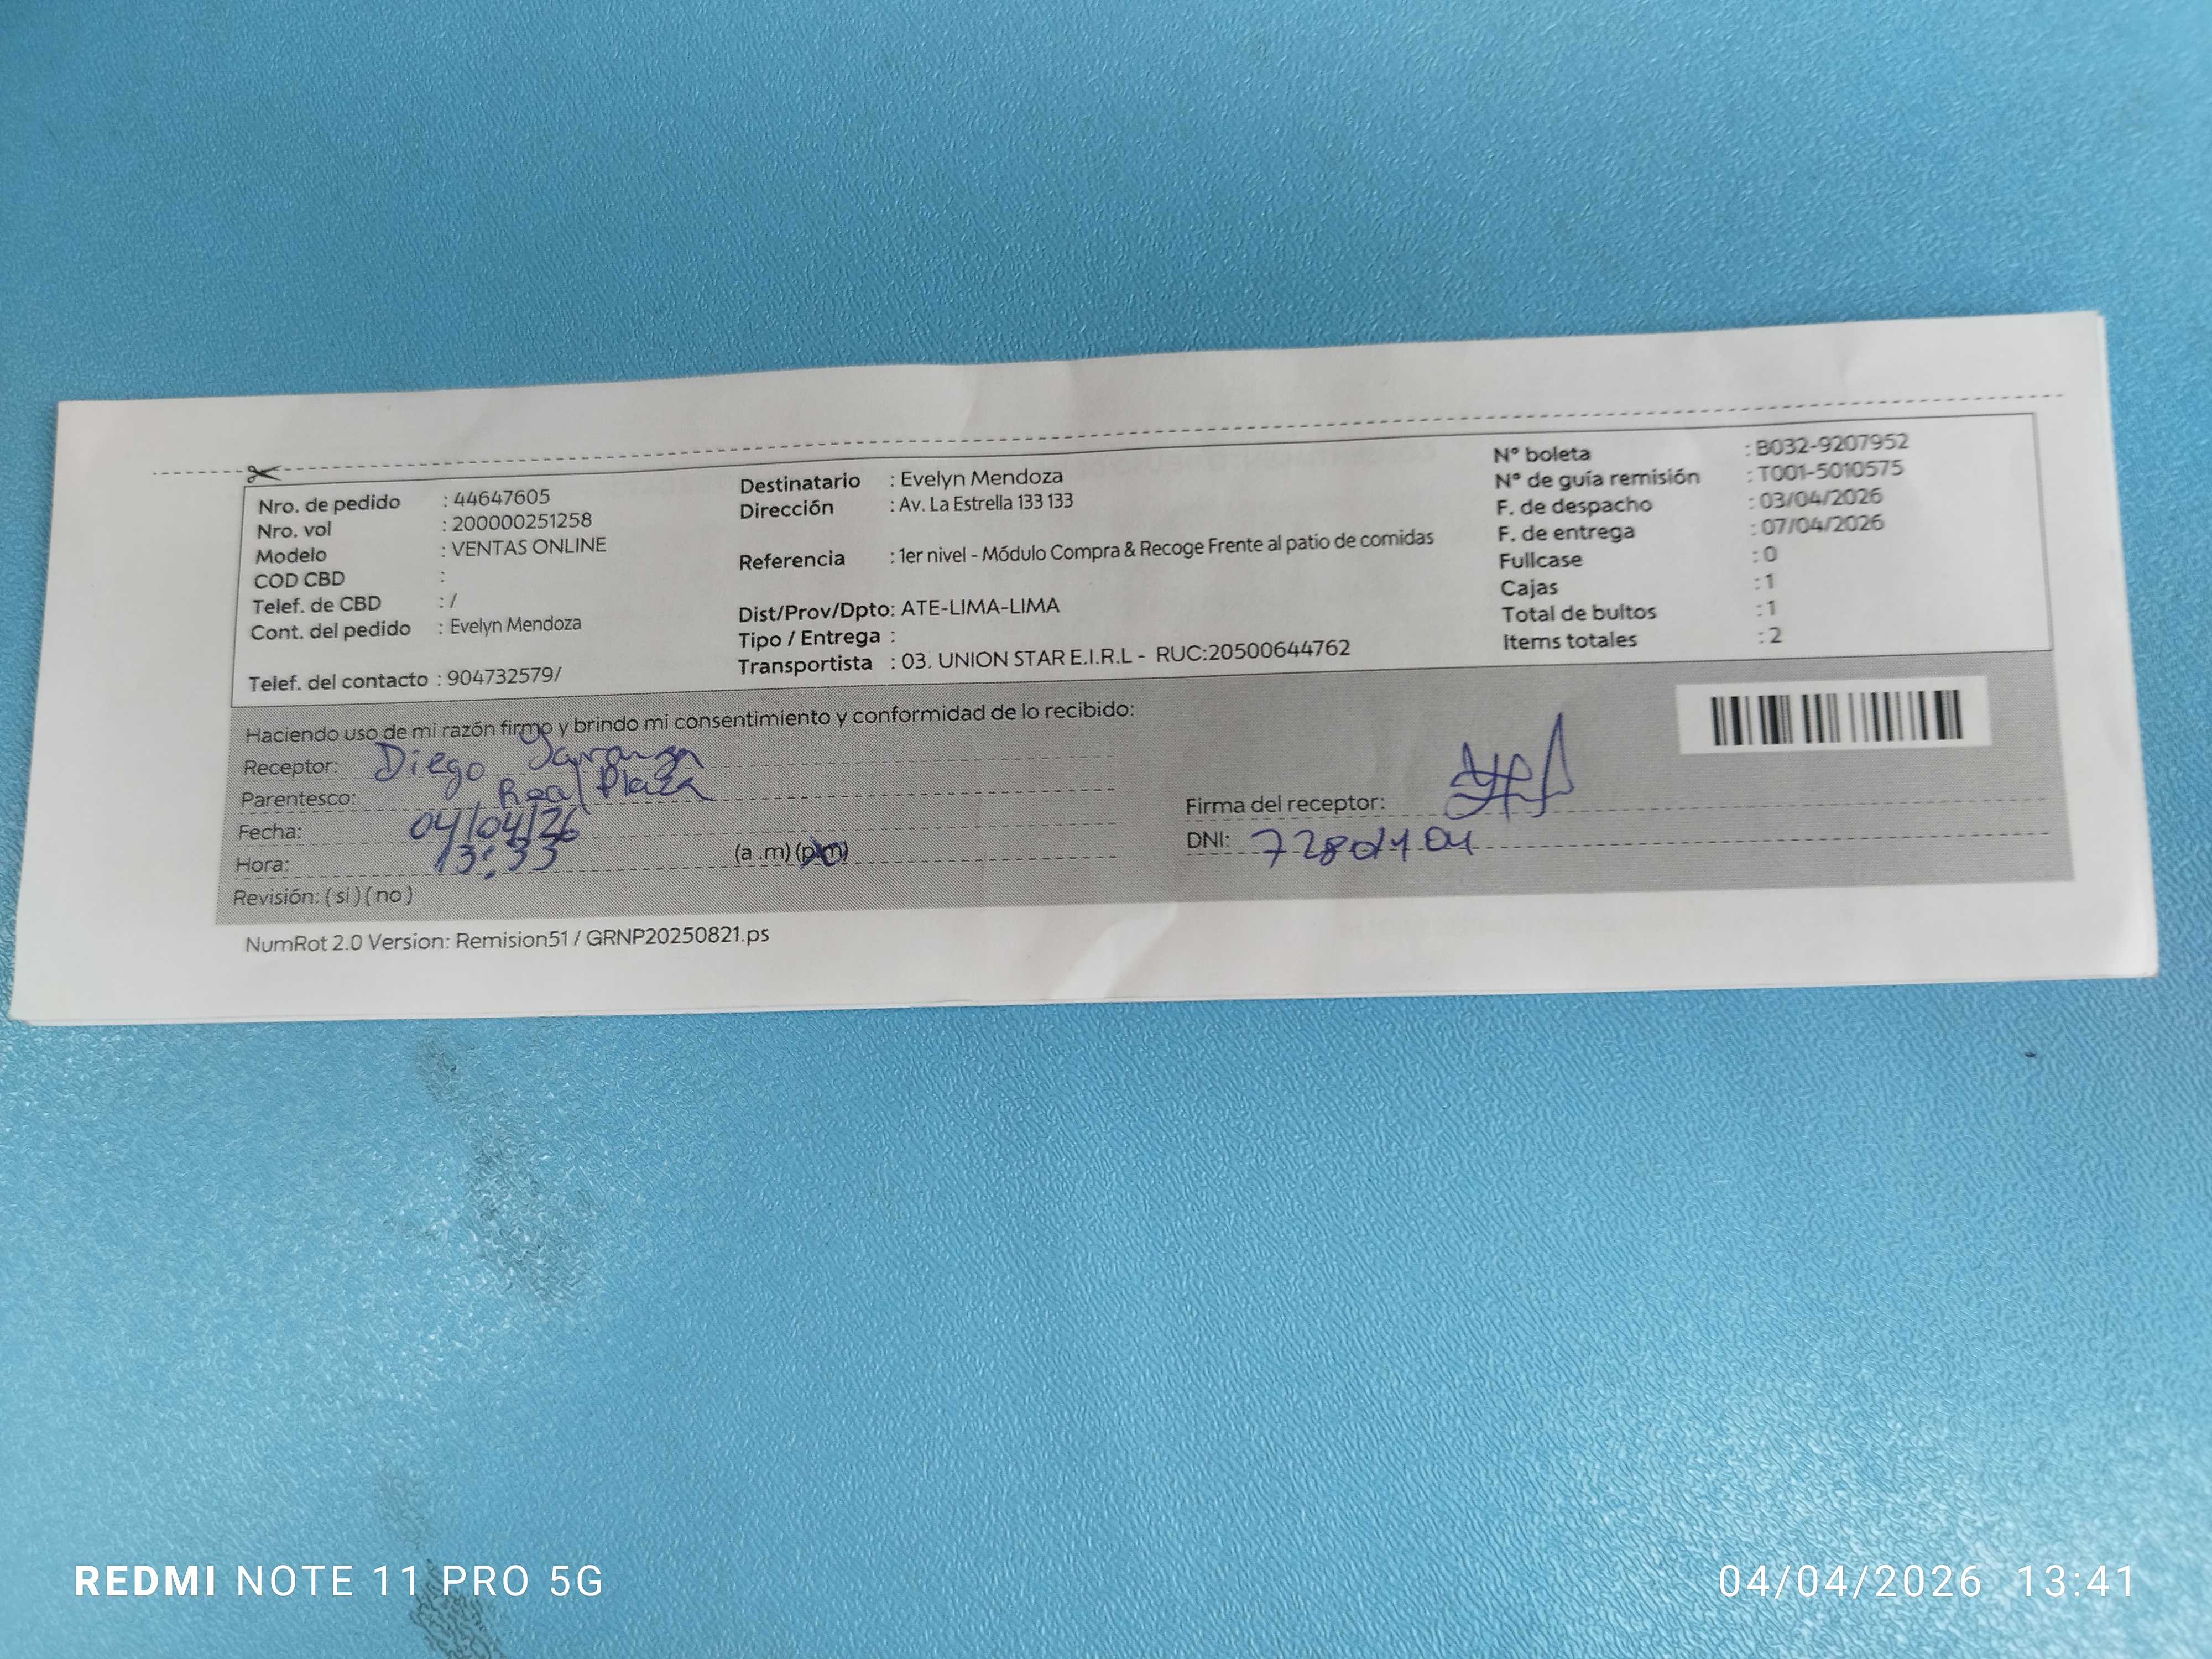 Nro. de pedido : 44647605
Nro. vol : 200000251258
Modelo : VENTAS ONLINE
COD CBD :
Telef. de CBD : /
Cont. del pedido : Evelyn Mendoza
Telef. del contacto : 904732579/
Destinatario : Evelyn Mendoza
Dirección : Av. La Estrella 133 133
Referencia : 1er nivel - Módulo Compra & Recoge Frente al patio de comidas
Dist/Prov/Dpto: ATE-LIMA-LIMA
Tipo / Entrega :
Transportista : 03. UNION STAR E.I.R.L - RUC:20500644762
N° boleta : B032-9207952
N° de guía remisión : T001-5010575
F. de despacho : 03/04/2026
F. de entrega : 07/04/2026
Fullcase : 0
Cajas : 1
Total de bultos : 1
Items totales : 2
Haciendo uso de mi razón firmo y brindo mi consentimiento y conformidad de lo recibido:
Receptor: Diego
Parentesco: Real Plaza
Fecha: 04/04/26
Hora: 13:33 (a .m) (p.m)
Revisión: ( si ) ( no )
Firma del receptor:
DNI:
NumRot 2.0 Version: Remision51 / GRNP20250821.ps
REDMI NOTE 11 PRO 5G
04/04/2026 13:41